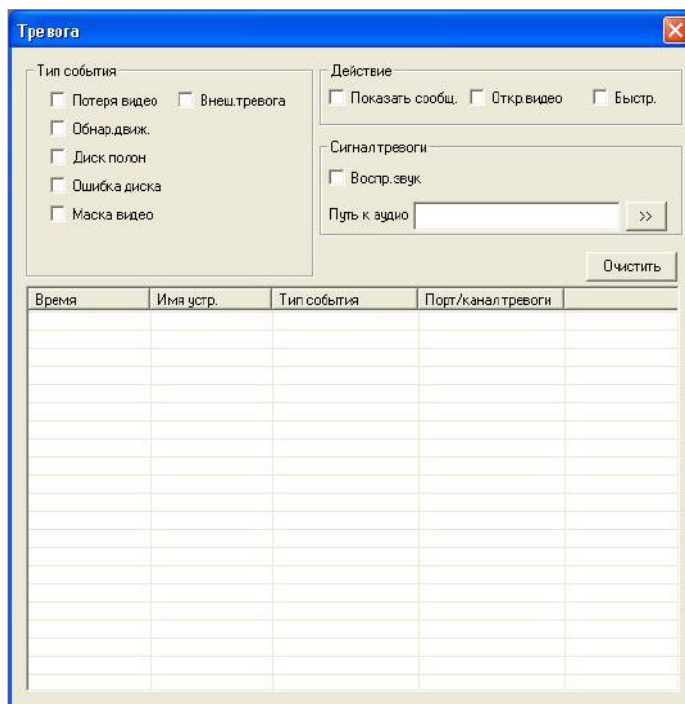 Тревога
Тип события
Потеря видео Внеш.тревога
Обнар.движ.
Диск полон
Ошибка диска
Маска видео
Действие
Показать сообщ. Откр.видео Быстр.
Сигнал тревоги
Воспр.звук
Путь к аудио >>
Очистить
Время Имя устр. Тип события Порт/канал тревоги